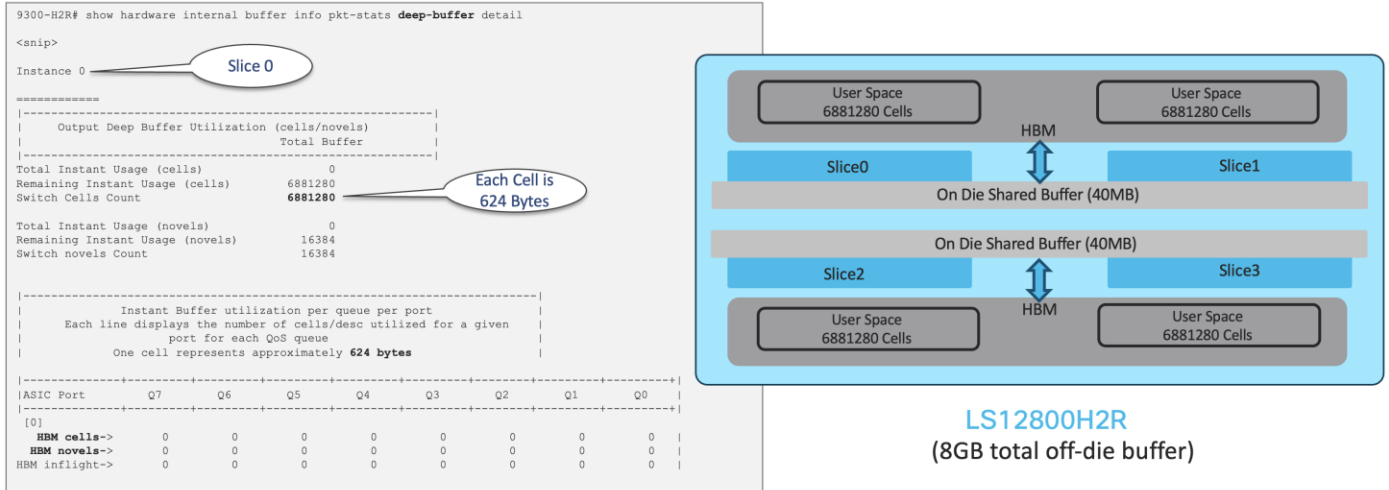 9300-H2R# show hardware internal buffer info pkt-stats deep-buffer detail
<snip>
Instance 0
Slice 0
============
|----------------------------------------------------------|
| Output Deep Buffer Utilization (cells/novels) |
| Total Buffer |
|----------------------------------------------------------|
Total Instant Usage (cells) 0
Remaining Instant Usage (cells) 6881280
Switch Cells Count 6881280
Each Cell is
624 Bytes
Total Instant Usage (novels) 0
Remaining Instant Usage (novels) 16384
Switch novels Count 16384
|-------------------------------------------------------------------------|
| Instant Buffer utilization per queue per port |
| Each line displays the number of cells/desc utilized for a given |
| port for each QoS queue |
| One cell represents approximately 624 bytes |
|--------------+---------+---------+---------+---------+---------+---------+---------+---------+|
|ASIC Port Q7 Q6 Q5 Q4 Q3 Q2 Q1 Q0 |
|--------------+---------+---------+---------+---------+---------+---------+---------+---------+|
[0]
HBM cells-> 0 0 0 0 0 0 0 0 |
HBM novels-> 0 0 0 0 0 0 0 0 |
HBM inflight-> 0 0 0 0 0 0 0 0 |
User Space
6881280 Cells
User Space
6881280 Cells
HBM
Slice0
Slice1
On Die Shared Buffer (40MB)
On Die Shared Buffer (40MB)
Slice2
Slice3
HBM
User Space
6881280 Cells
User Space
6881280 Cells
LS12800H2R
(8GB total off-die buffer)